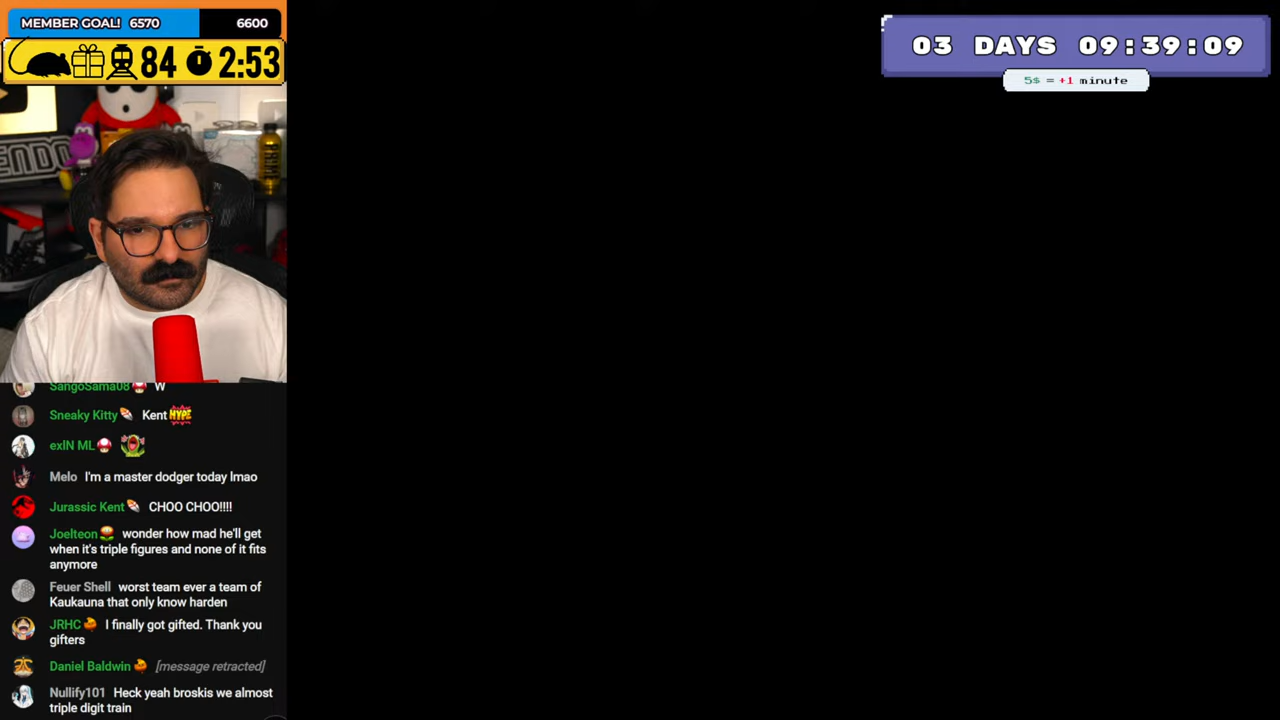 MEMBER GOAL! 6570 6600
84 2:53
03 DAYS 09:39:09
5$ = +1 minute
ENDO
SangoSama08 W
Sneaky Kitty Kent HYPE
exIN ML
Melo I'm a master dodger today lmao
Jurassic Kent CHOO CHOO!!!!
Joelteon wonder how mad he'll get
when it's triple figures and none of it fits
anymore
Feuer Shell worst team ever a team of
Kaukauna that only know harden
JRHC I finally got gifted. Thank you
gifters
Daniel Baldwin [message retracted]
Nullify101 Heck yeah broskis we almost
triple digit train